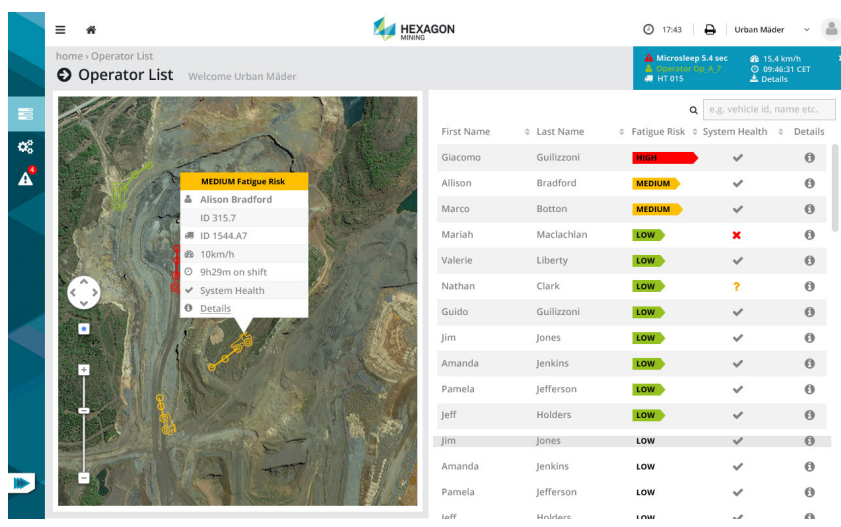 HEXAGON
MINING
17:43
Urban Mäder
home › Operator List
Operator List
Welcome Urban Mäder
Microsleep 5.4 sec
15,4 km/h
Operator Op_A_7
09:46:31 CET
HT 015
Details
4
MEDIUM Fatigue Risk
Alison Bradford
ID 315.7
ID 1544.A7
10km/h
9h29m on shift
System Health
Details
e.g. vehicle id, name etc.
First Name Last Name Fatigue Risk System Health Details
Giacomo Guilizzoni HIGH
Allison Bradford MEDIUM
Marco Botton MEDIUM
Mariah Maclachlan LOW
Valerie Liberty LOW
Nathan Clark LOW ?
Guido Guilizzoni LOW
Jim Jones LOW
Amanda Jenkins LOW
Pamela Jefferson LOW
Jeff Holders LOW
Jim Jones LOW
Amanda Jenkins LOW
Pamela Jefferson LOW
Jeff Holders LOW